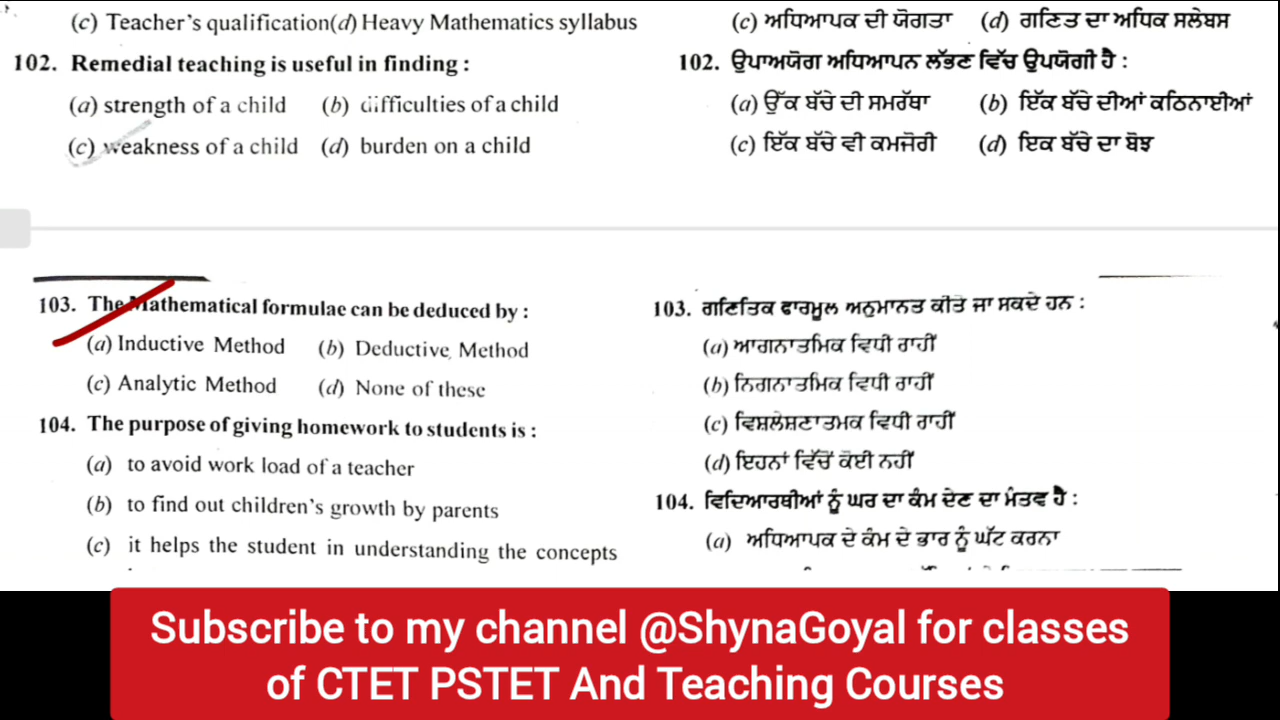 (c) Teacher's qualification(d) Heavy Mathematics syllabus
102. Remedial teaching is useful in finding :
(a) strength of a child (b) difficulties of a child
(c) weakness of a child (d) burden on a child
(c) ਅਧਿਆਪਕ ਦੀ ਯੋਗਤਾ (d) ਗਣਿਤ ਦਾ ਅਧਿਕ ਸਲੇਬਸ
102. ਉਪਾਅਯੋਗ ਅਧਿਆਪਨ ਲੱਭਣ ਵਿੱਚ ਉਪਯੋਗੀ ਹੈ :
(a) ਉੱਕ ਬੱਚੇ ਦੀ ਸਮਰੱਥਾ (b) ਇੱਕ ਬੱਚੇ ਦੀਆਂ ਕਠਿਨਾਈਆਂ
(c) ਇੱਕ ਬੱਚੇ ਵੀ ਕਮਜੋਰੀ (d) ਇਕ ਬੱਚੇ ਦਾ ਬੋਝ
103. The Mathematical formulae can be deduced by :
(a) Inductive Method (b) Deductive Method
(c) Analytic Method (d) None of these
104. The purpose of giving homework to students is :
(a) to avoid work load of a teacher
(b) to find out children's growth by parents
(c) it helps the student in understanding the concepts
103. ਗਣਿਤਿਕ ਫਾਰਮੂਲ ਅਨੁਮਾਨਤ ਕੀਤੇ ਜਾ ਸਕਦੇ ਹਨ :
(a) ਆਗਨਾਤਮਿਕ ਵਿਧੀ ਰਾਹੀਂ
(b) ਨਿਗਨਾਤਮਿਕ ਵਿਧੀ ਰਾਹੀਂ
(c) ਵਿਸ਼ਲੇਸ਼ਣਾਤਮਕ ਵਿਧੀ ਰਾਹੀਂ
(d) ਇਹਨਾਂ ਵਿੱਚੋਂ ਕੋਈ ਨਹੀਂ
104. ਵਿਦਿਆਰਥੀਆਂ ਨੂੰ ਘਰ ਦਾ ਕੰਮ ਦੇਣ ਦਾ ਮੰਤਵ ਹੈ :
(a) ਅਧਿਆਪਕ ਦੇ ਕੰਮ ਦੇ ਭਾਰ ਨੂੰ ਘੱਟ ਕਰਨਾ
Subscribe to my channel @ShynaGoyal for classes
of CTET PSTET And Teaching Courses